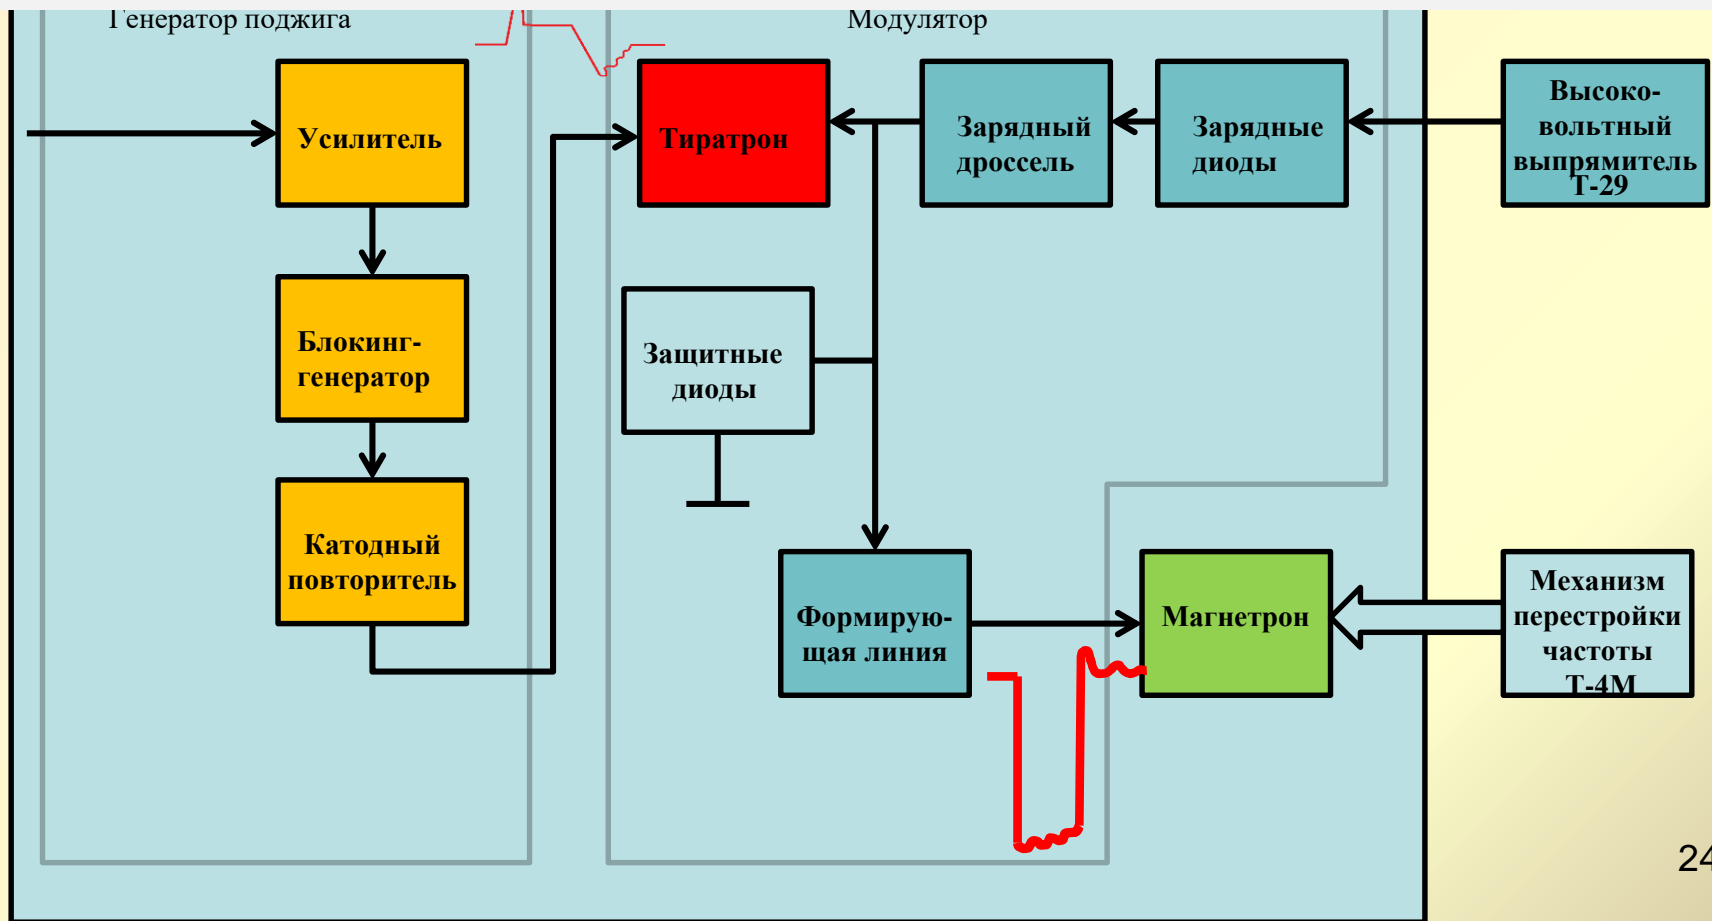 Генератор поджига
Модулятор
Усилитель
Тиратрон
Зарядный
дроссель
Зарядные
диоды
Высоко-
вольтный
выпрямитель
Т-29
Блокинг-
генератор
Защитные
диоды
Катодный
повторитель
Формирую-
щая линия
Магнетрон
Механизм
перестройки
частоты
Т-4М
24